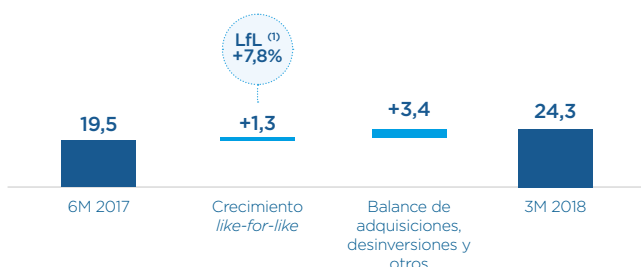 LfL (1)
+7,8%
19,5
+1,3
+3,4
24,3
6M 2017
Crecimiento
like-for-like
Balance de
adquisiciones,
desinversiones y
otros
3M 2018